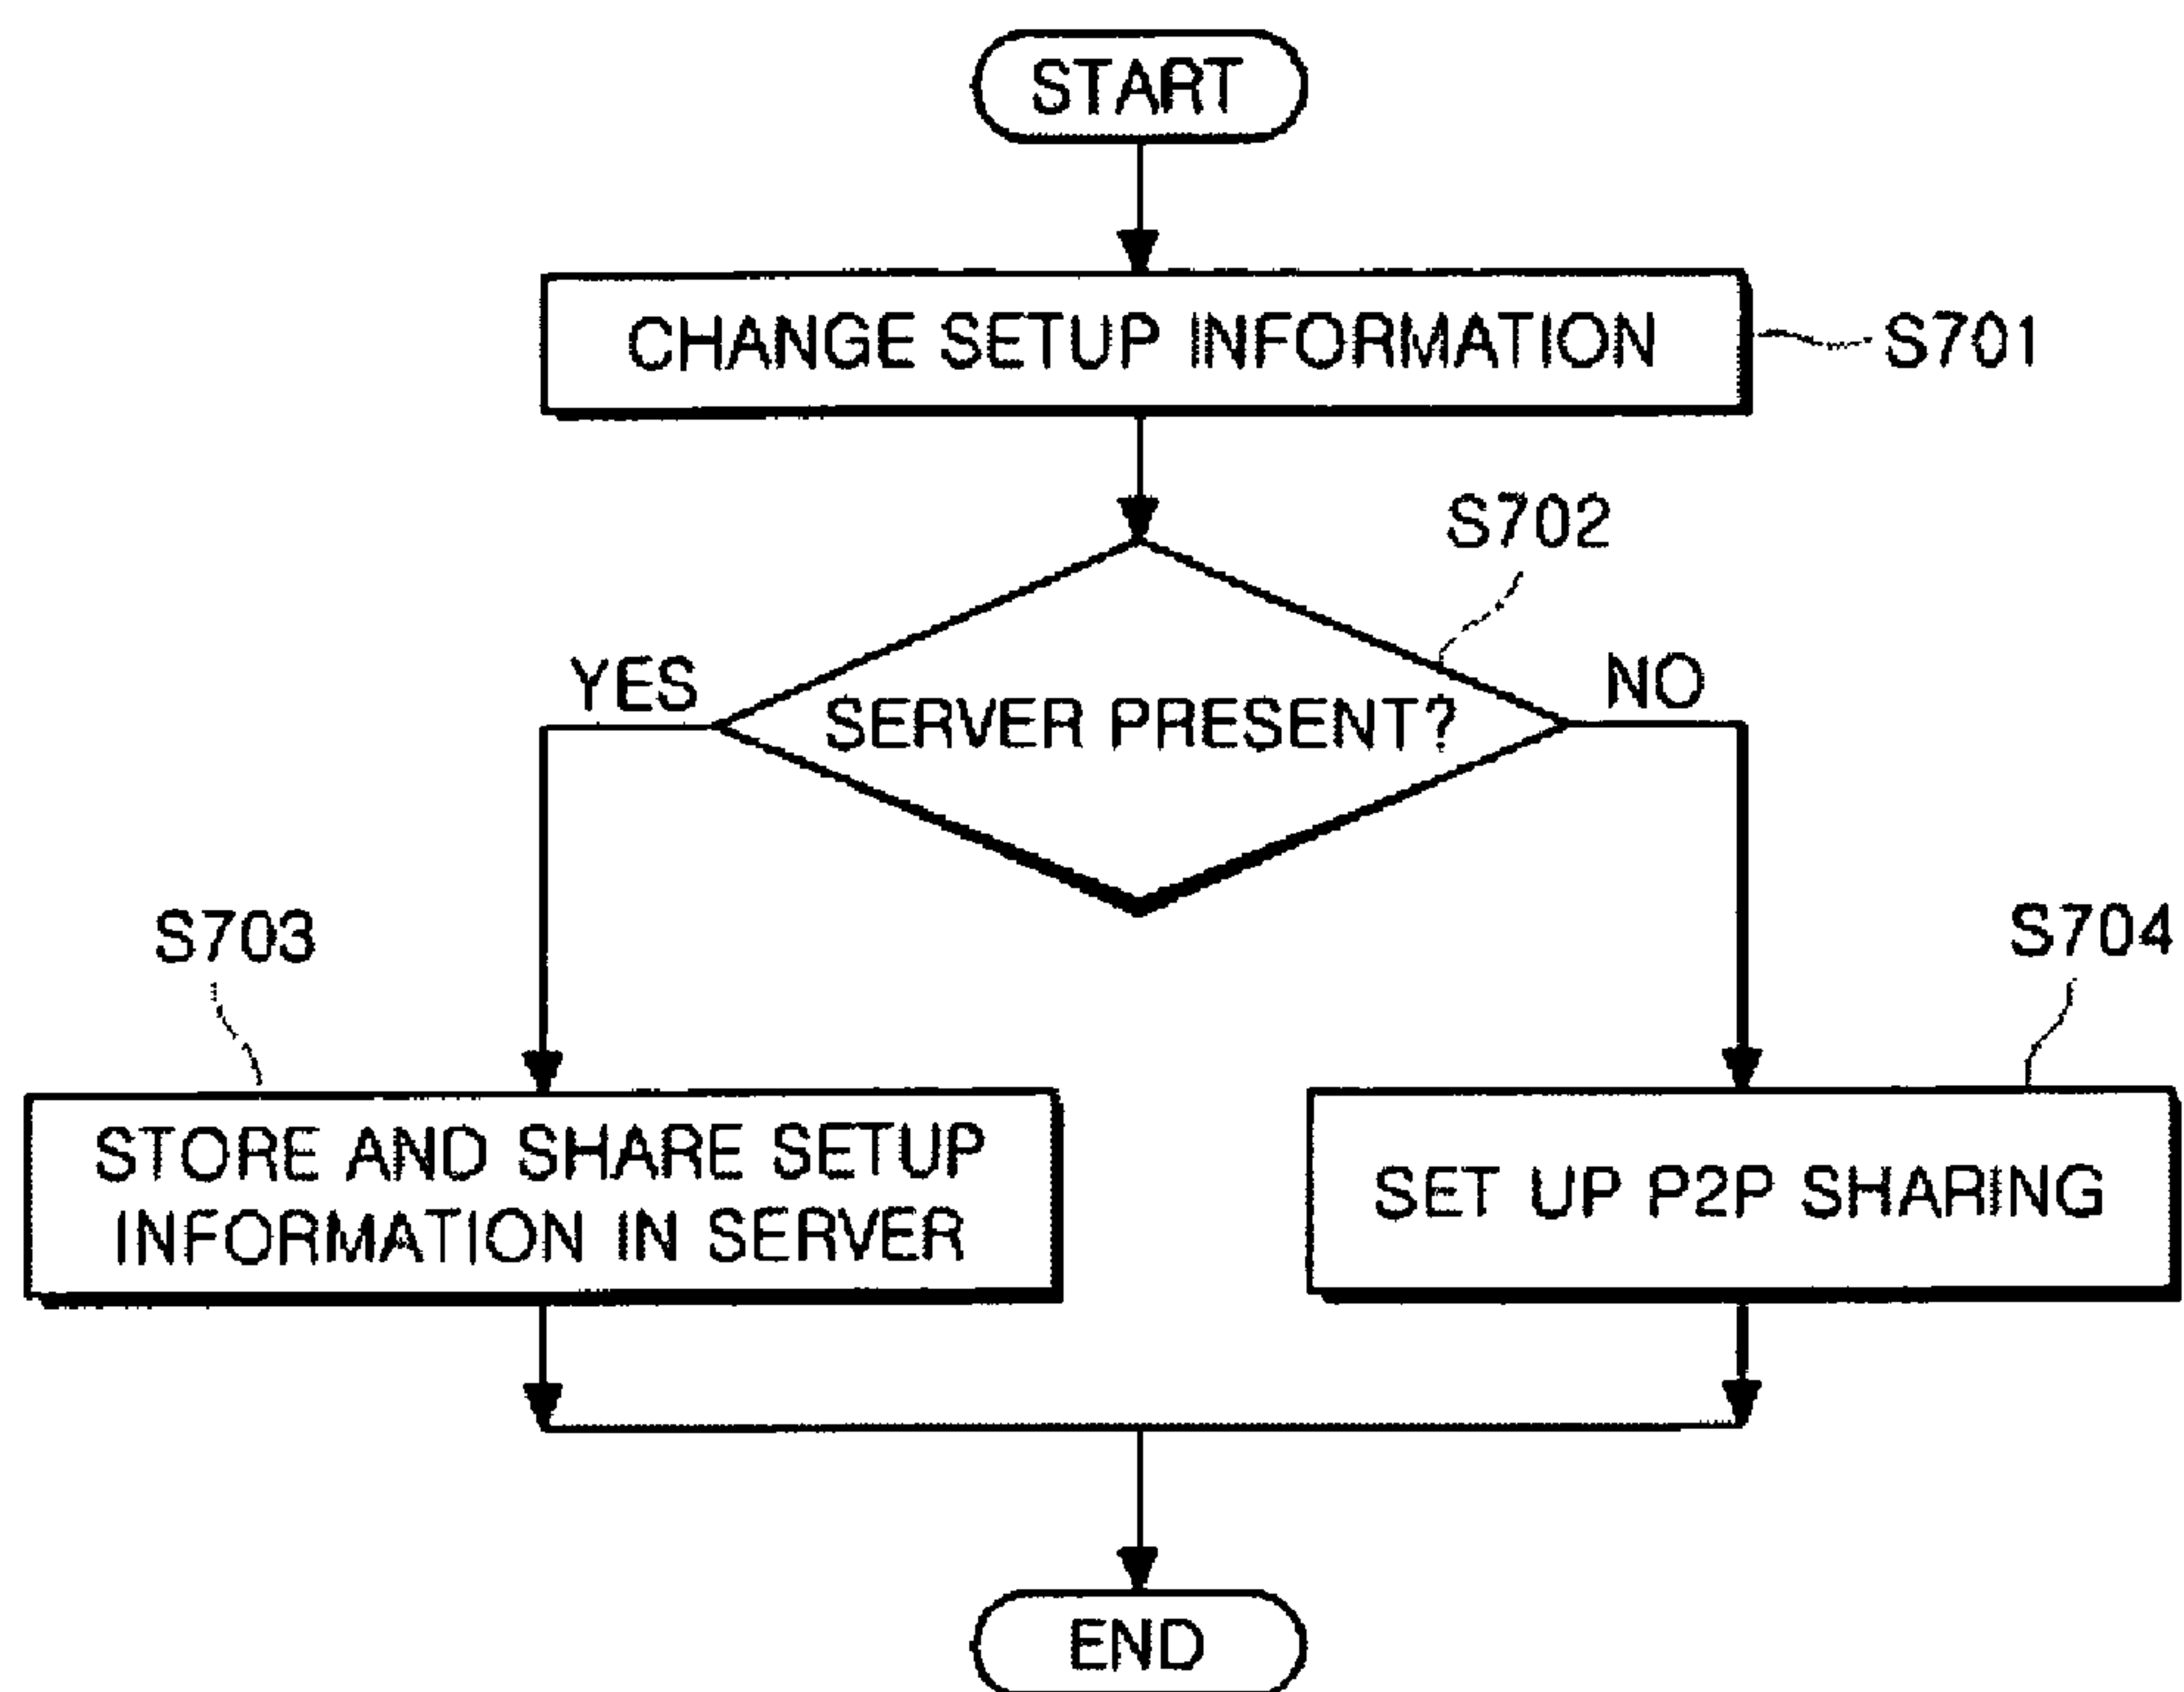 START
CHANGE SETUP INFORMATION
S701
S702
YES
SERVER PRESENT?
NO
S703
S704
STORE AND SHARE SETUP
INFORMATION IN SERVER
SET UP P2P SHARING
END